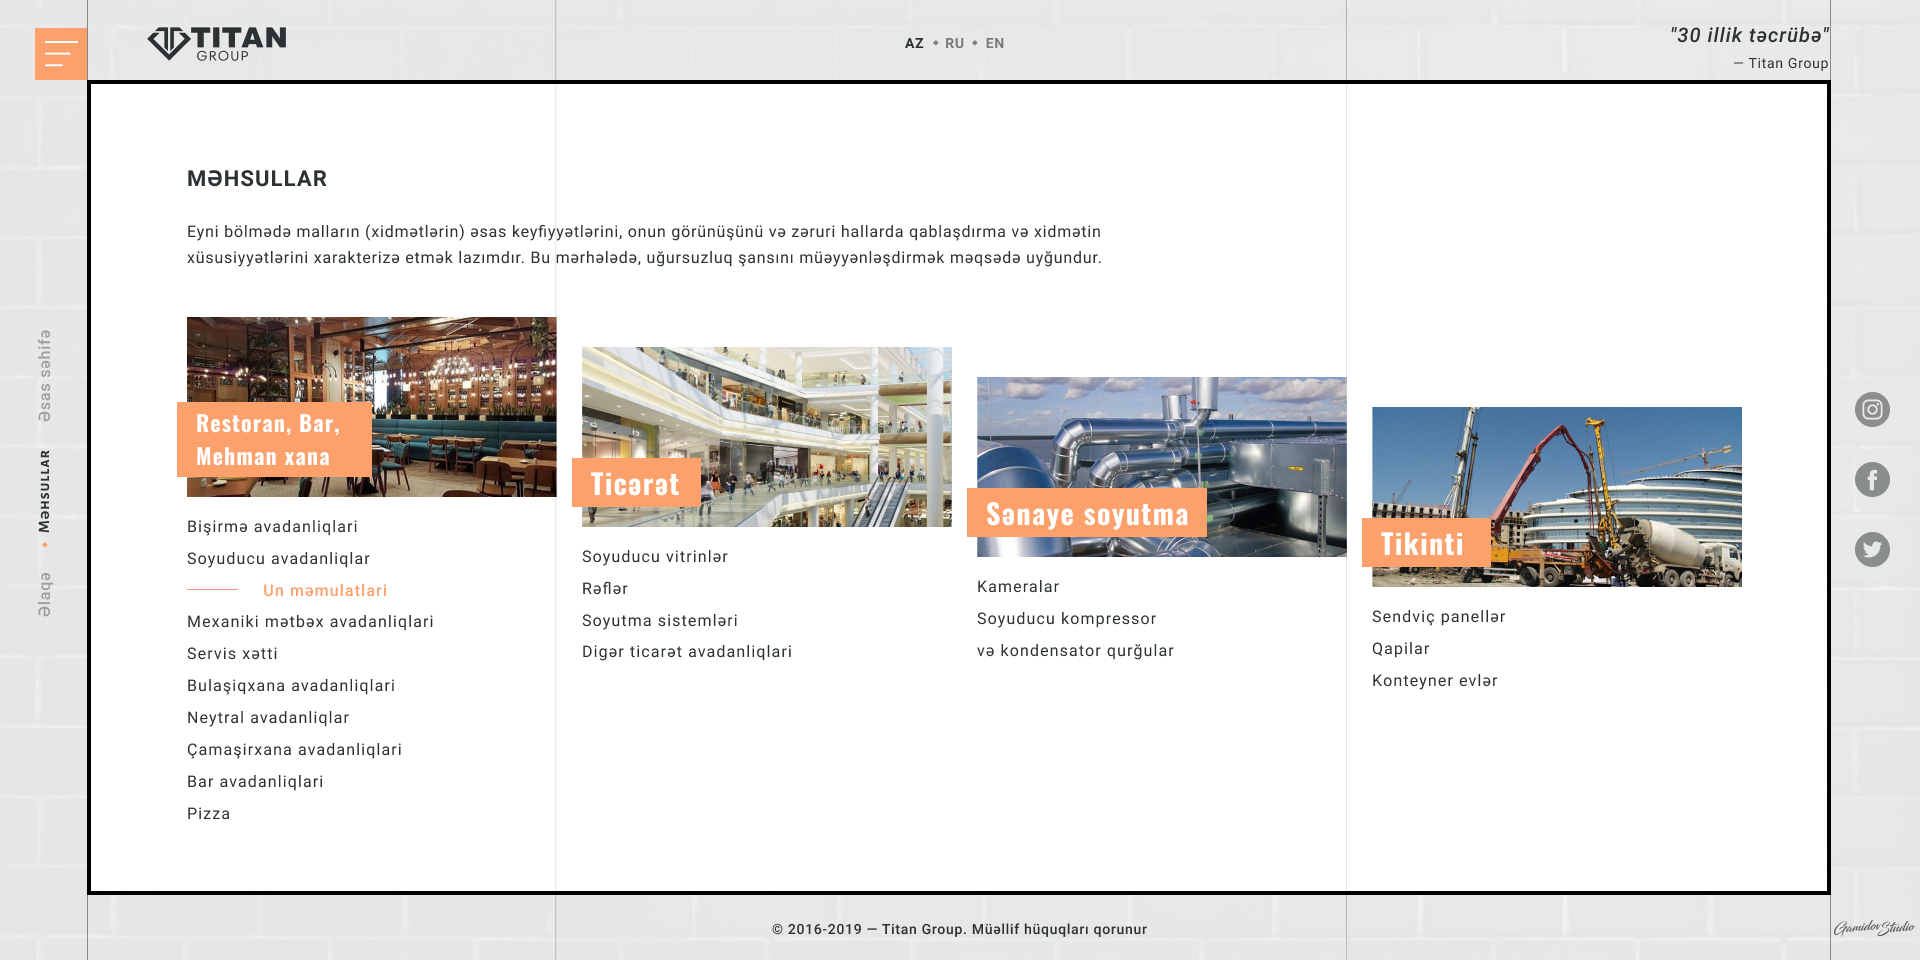 TITAN
GROUP
AZ
RU
EN
"30 illik təcrübə"
— Titan Group
Əsas səhifə
MƏHSULLAR
Əlaqə
MƏHSULLAR
Eyni bölmədə malların (xidmətlərin) əsas keyfiyyətlərini, onun görünüşünü və zəruri hallarda qablaşdırma və xidmətin
xüsusiyyətlərini xarakterizə etmək lazımdır. Bu mərhələdə, uğursuzluq şansını müəyyənləşdirmək məqsədə uyğundur.
Restoran, Bar,
Mehman xana
Bişirmə avadanliqlari
Soyuducu avadanliqlar
Un məmulatlari
Mexaniki mətbəx avadanliqlari
Servis xətti
Bulaşiqxana avadanliqlari
Neytral avadanliqlar
Çamaşirxana avadanliqlari
Bar avadanliqlari
Pizza
Ticarət
Soyuducu vitrinlər
Rəflər
Soyutma sistemləri
Digər ticarət avadanliqlari
Sənaye soyutma
Kameralar
Soyuducu kompressor
və kondensator qurğular
Tikinti
Sendviç panellər
Qapilar
Konteyner evlər
© 2016-2019 — Titan Group. Müəllif hüquqları qorunur
Gamidov Studio